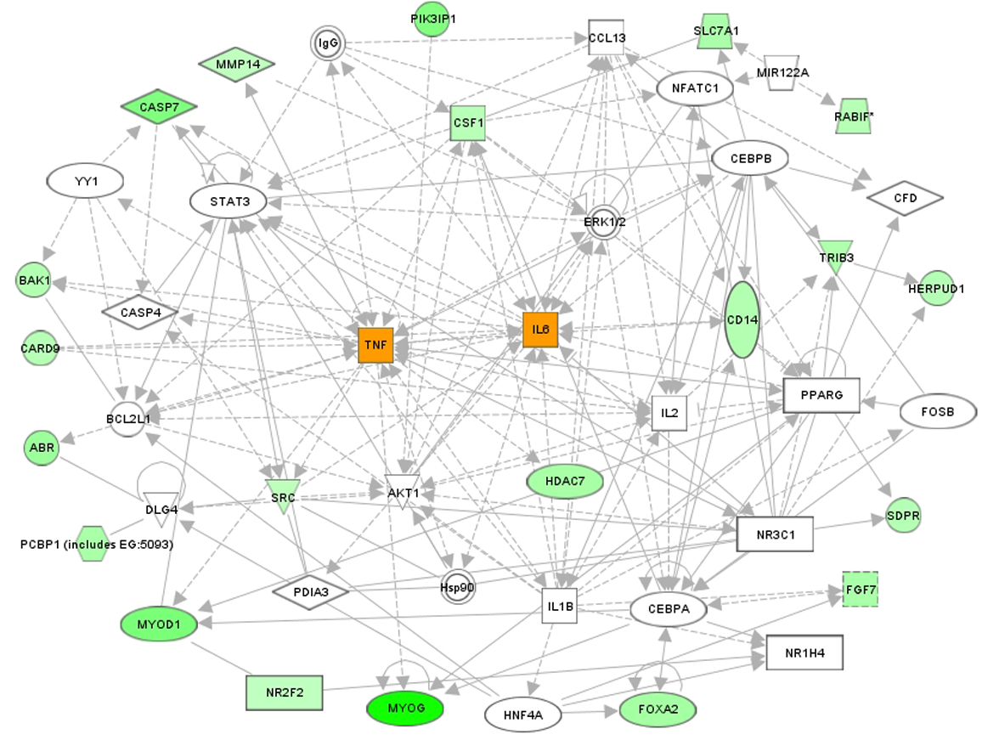 PIK3IP1
IgG
CCL13
SLC7A1
MMP14
MIR122A
NFATC1
CASP7
CSF1
RABIF*
CEBPB
YY1
STAT3
CFD
ERK1/2
TRIB3
BAK1
HERPUD1
CASP4
CD14
IL6
TNF
CARD9
PPARG
IL2
FOSB
BCL2L1
ABR
HDAC7
AKT1
SRC
DLG4
SDPR
NR3C1
PCBP1 (includes EG:5093)
Hsp90
PDIA3
FGF7
IL1B
CEBPA
MYOD1
NR1H4
NR2F2
MYOG
FOXA2
HNF4A